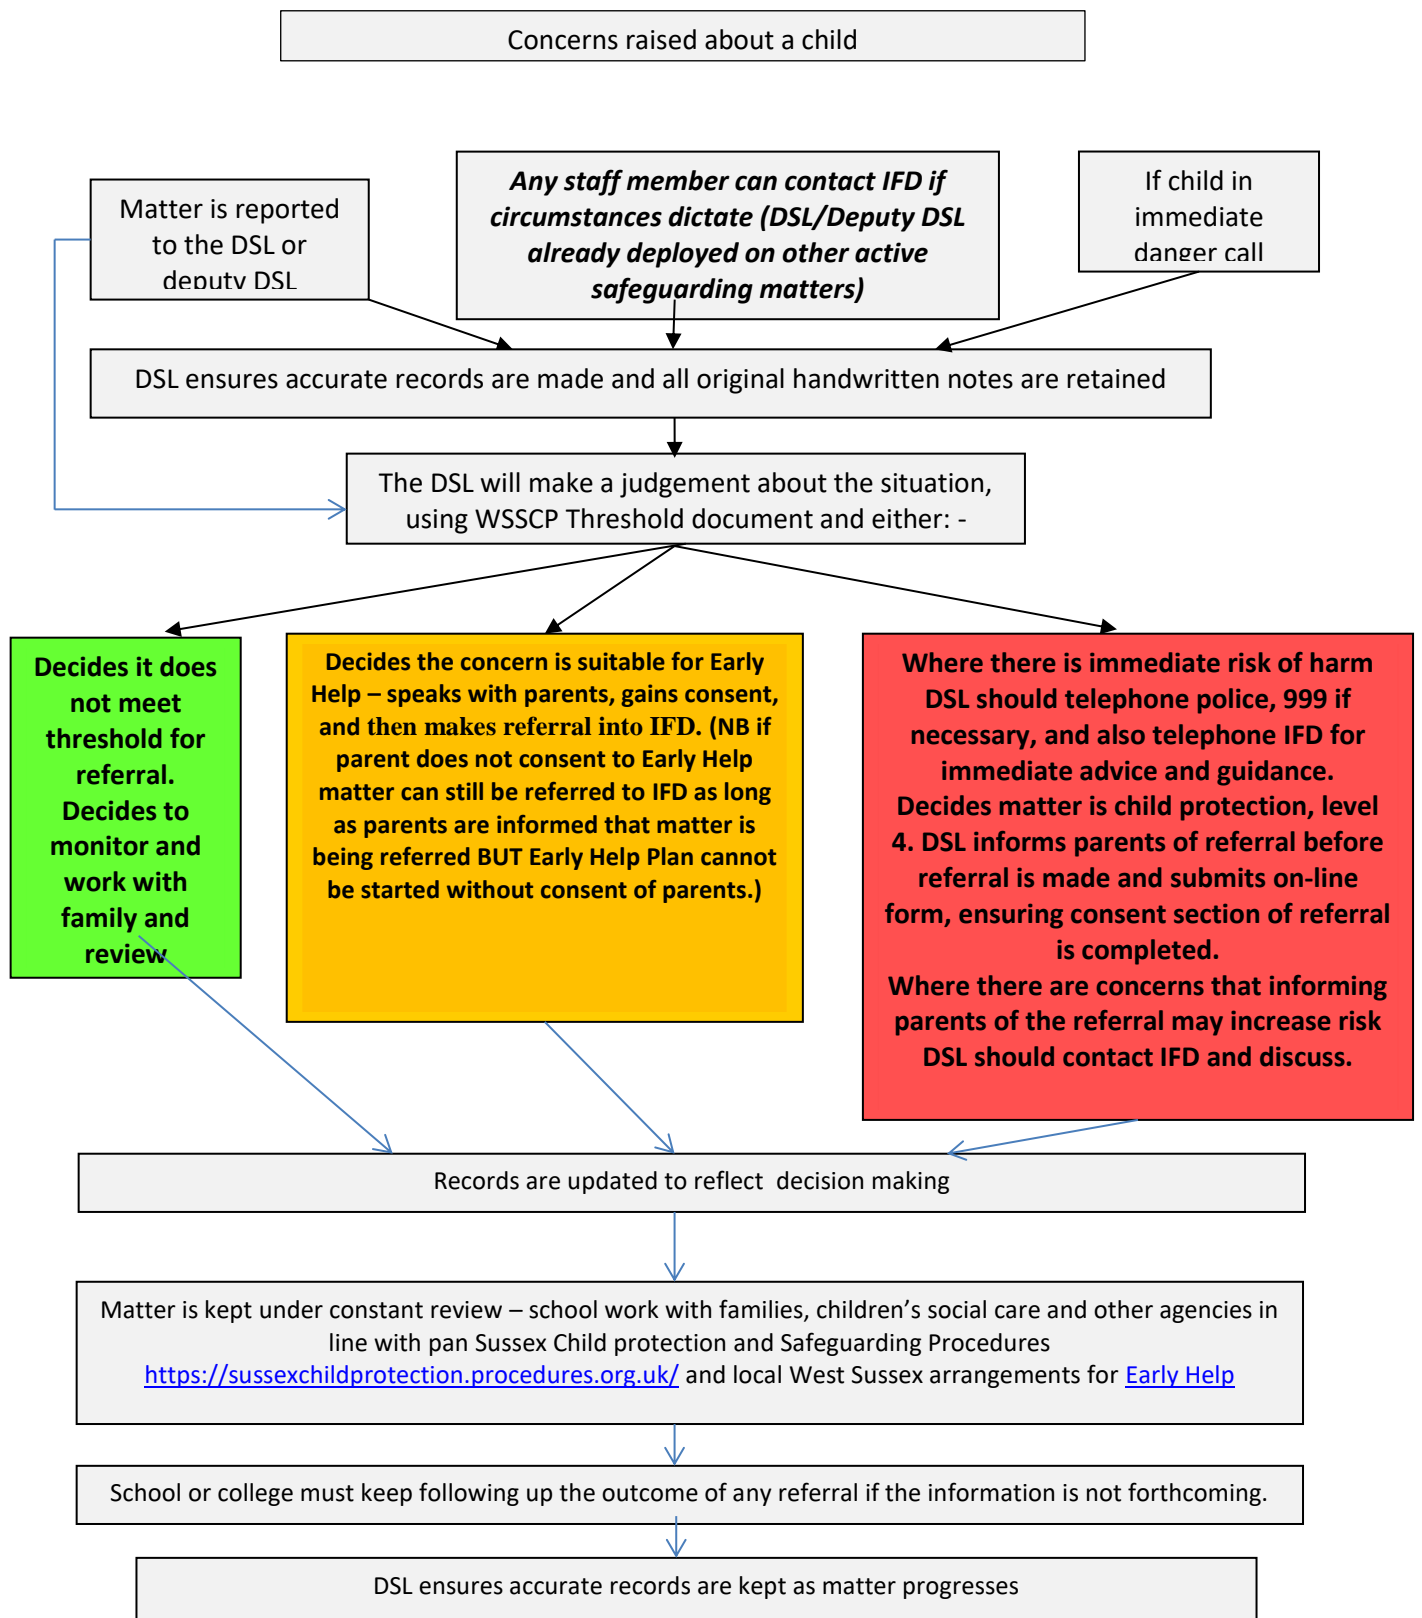 Concerns raised about a child
Matter is reported
to the DSL or
deputy DSL
Any staff member can contact IFD if
circumstances dictate (DSL/Deputy DSL
already deployed on other active
safeguarding matters)
If child in
immediate
danger call
DSL ensures accurate records are made and all original handwritten notes are retained
The DSL will make a judgement about the situation,
using WSSCP Threshold document and either: -
Decides it does
not meet
threshold for
referral.
Decides to
monitor and
work with
family and
review
Decides the concern is suitable for Early
Help – speaks with parents, gains consent,
and then makes referral into IFD. (NB if
parent does not consent to Early Help
matter can still be referred to IFD as long
as parents are informed that matter is
being referred BUT Early Help Plan cannot
be started without consent of parents.)
Where there is immediate risk of harm
DSL should telephone police, 999 if
necessary, and also telephone IFD for
immediate advice and guidance.
Decides matter is child protection, level
4. DSL informs parents of referral before
referral is made and submits on-line
form, ensuring consent section of referral
is completed.
Where there are concerns that informing
parents of the referral may increase risk
DSL should contact IFD and discuss.
Records are updated to reflect  decision making
Matter is kept under constant review – school work with families, children’s social care and other agencies in
line with pan Sussex Child protection and Safeguarding Procedures
https://sussexchildprotection.procedures.org.uk/ and local West Sussex arrangements for Early Help
School or college must keep following up the outcome of any referral if the information is not forthcoming.
DSL ensures accurate records are kept as matter progresses